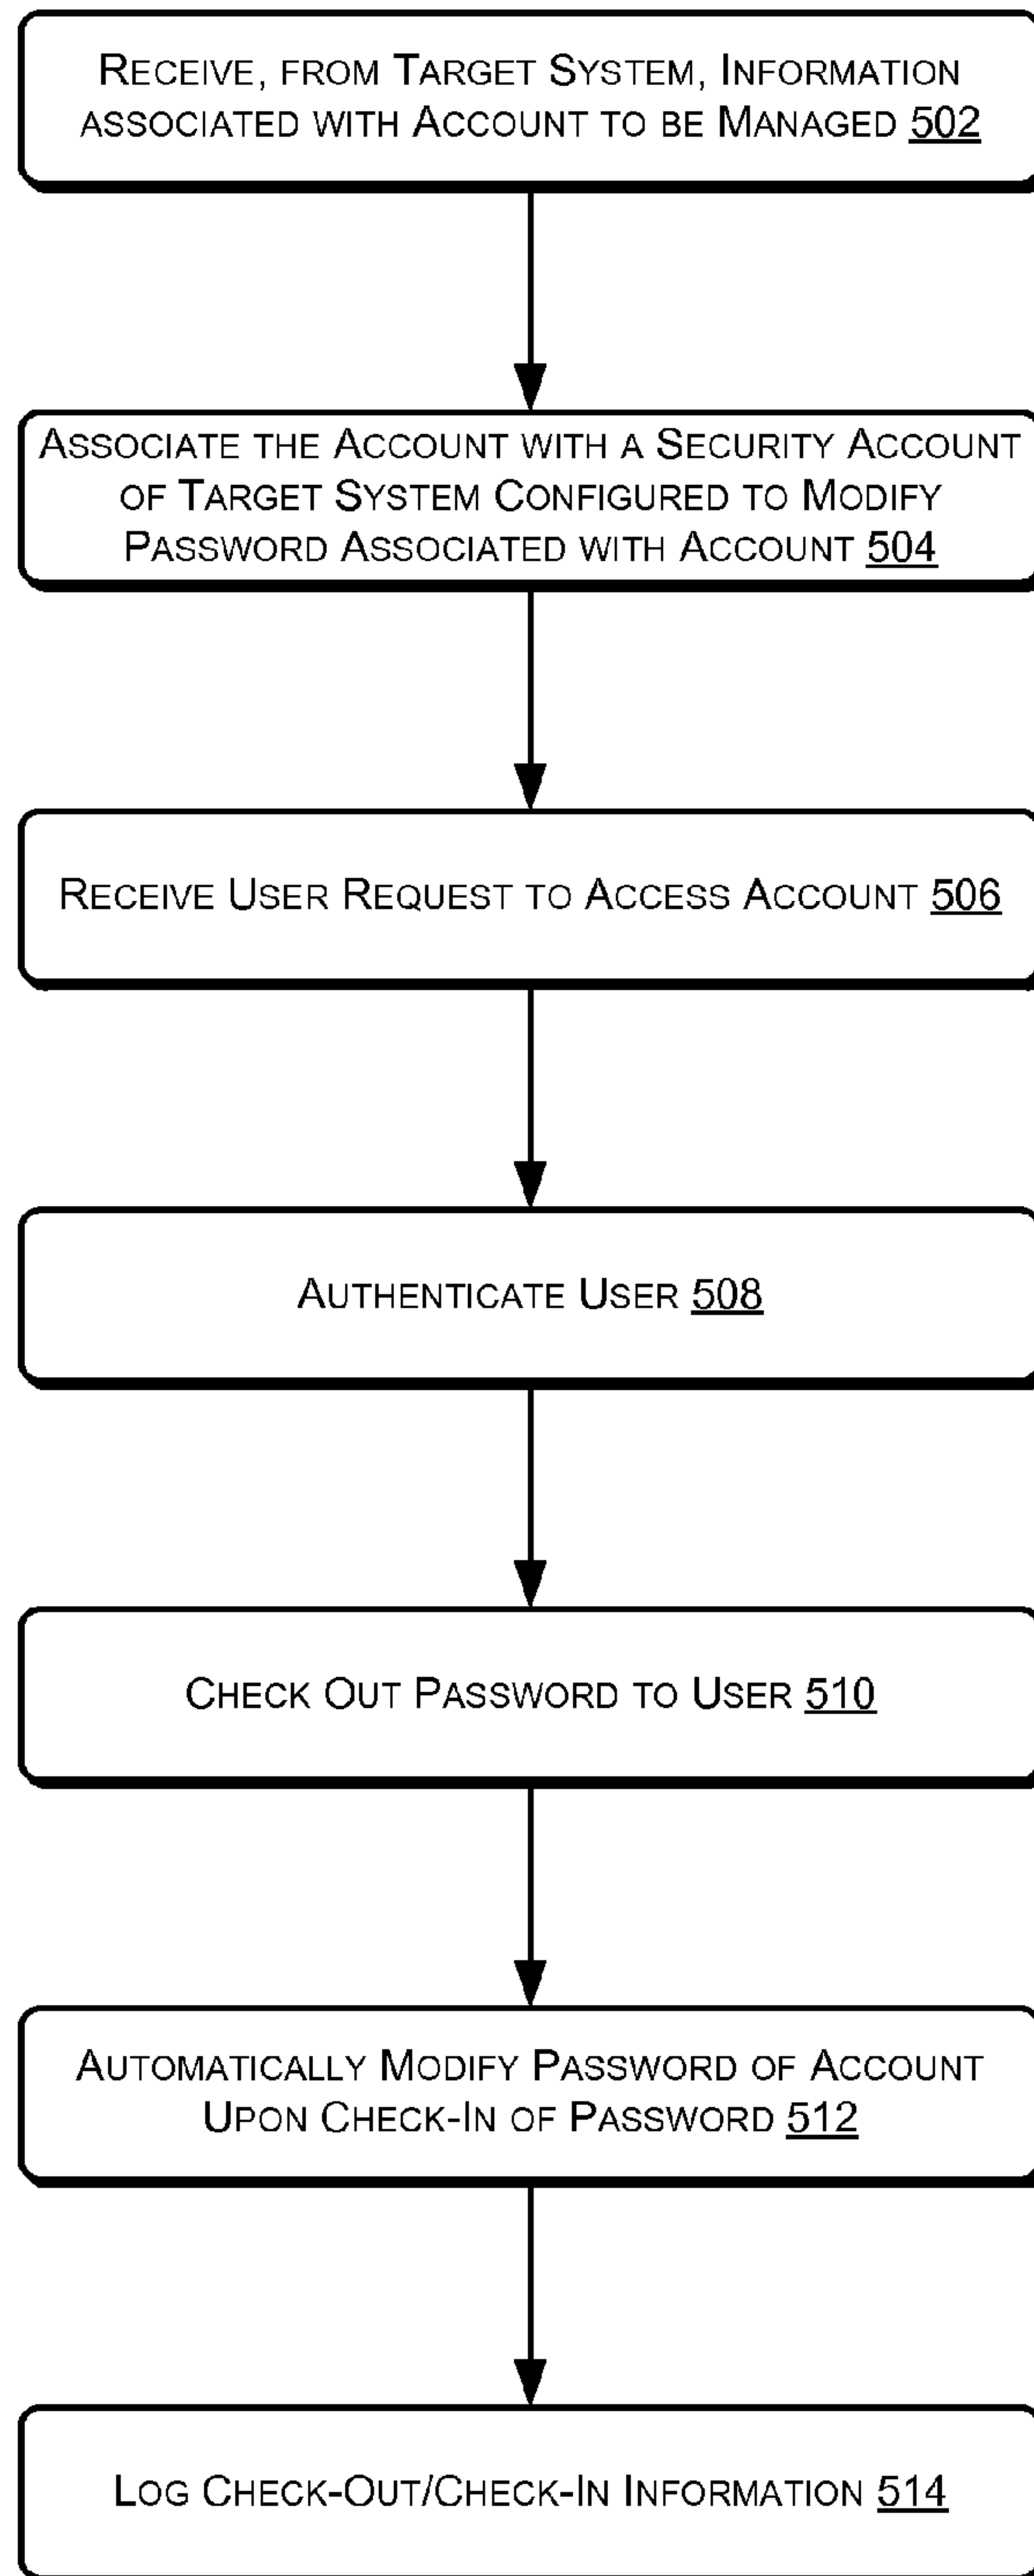 RECEIVE, FROM TARGET SYSTEM, INFORMATION
ASSOCIATED WITH ACCOUNT TO BE MANAGED 502
ASSOCIATE THE ACCOUNT WITH A SECURITY ACCOUNT
OF TARGET SYSTEM CONFIGURED TO MODIFY
PASSWORD ASSOCIATED WITH ACCOUNT 504
RECEIVE USER REQUEST TO ACCESS ACCOUNT 506
AUTHENTICATE USER 508
CHECK OUT PASSWORD TO USER 510
AUTOMATICALLY MODIFY PASSWORD OF ACCOUNT
UPON CHECK-IN OF PASSWORD 512
LOG CHECK-OUT/CHECK-IN INFORMATION 514